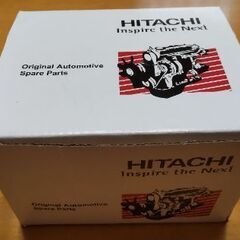 HITACHI
Inspire the Next
Original Automotive
Spare Parts
HITACHI
Inspire the Next
Original Automotive
Spare Parts